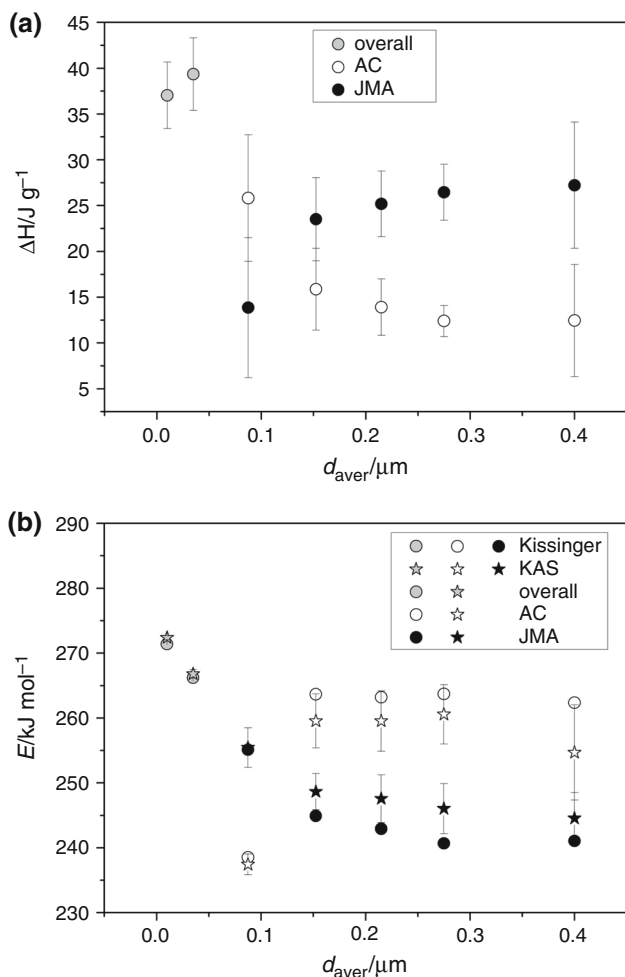 (a)
45
40
35
30
25
20
15
10
5
ΔH/J g⁻¹
overall
AC
JMA
0.0 0.1 0.2 0.3 0.4
d_aver/μm
(b)
290
280
270
260
250
240
230
E/kJ mol⁻¹
Kissinger
KAS
overall
AC
JMA
0.0 0.1 0.2 0.3 0.4
d_aver/μm